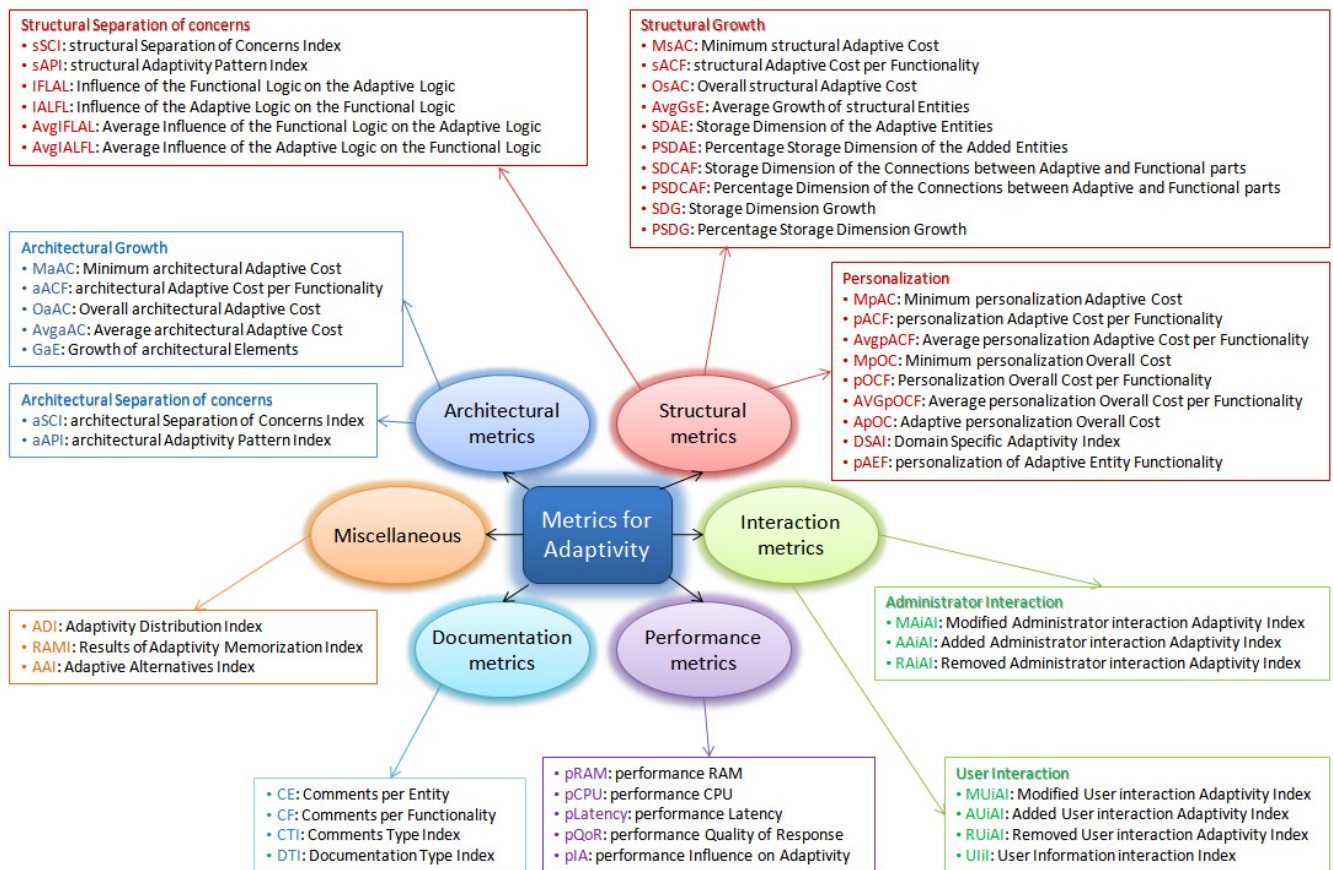 Structural Separation of concerns
• sSCI: structural Separation of Concerns Index
• sAPI: structural Adaptivity Pattern Index
• IFLAL: Influence of the Functional Logic on the Adaptive Logic
• IALFL: Influence of the Adaptive Logic on the Functional Logic
• AvgIFLAL: Average Influence of the Functional Logic on the Adaptive Logic
• AvgIALFL: Average Influence of the Adaptive Logic on the Functional Logic
Structural Growth
• MsAC: Minimum structural Adaptive Cost
• sACF: structural Adaptive Cost per Functionality
• OsAC: Overall structural Adaptive Cost
• AvgGsE: Average Growth of structural Entities
• SDAE: Storage Dimension of the Adaptive Entities
• PSDAE: Percentage Storage Dimension of the Added Entities
• SDCAF: Storage Dimension of the Connections between Adaptive and Functional parts
• PSDCAF: Percentage Dimension of the Connections between Adaptive and Functional parts
• SDG: Storage Dimension Growth
• PSDG: Percentage Storage Dimension Growth
Architectural Growth
• MaAC: Minimum architectural Adaptive Cost
• aACF: architectural Adaptive Cost per Functionality
• OaAC: Overall architectural Adaptive Cost
• AvgaAC: Average architectural Adaptive Cost
• GaE: Growth of architectural Elements
Personalization
• MpAC: Minimum personalization Adaptive Cost
• pACF: personalization Adaptive Cost per Functionality
• AvgpACF: Average personalization Adaptive Cost per Functionality
• MpOC: Minimum personalization Overall Cost
• pOCF: Personalization Overall Cost per Functionality
• AVGpOCF: Average personalization Overall Cost per Functionality
• ApOC: Adaptive personalization Overall Cost
• DSAI: Domain Specific Adaptivity Index
• pAEF: personalization of Adaptive Entity Functionality
Architectural Separation of concerns
• aSCI: architectural Separation of Concerns Index
• aAPI: architectural Adaptivity Pattern Index
Architectural
metrics
Structural
metrics
Miscellaneous
Metrics for
Adaptivity
Interaction
metrics
Documentation
metrics
Performance
metrics
• ADI: Adaptivity Distribution Index
• RAMI: Results of Adaptivity Memorization Index
• AAI: Adaptive Alternatives Index
Administrator Interaction
• MAiAI: Modified Administrator interaction Adaptivity Index
• AAiAI: Added Administrator interaction Adaptivity Index
• RAiAI: Removed Administrator interaction Adaptivity Index
• CE: Comments per Entity
• CF: Comments per Functionality
• CTI: Comments Type Index
• DTI: Documentation Type Index
• pRAM: performance RAM
• pCPU: performance CPU
• pLatency: performance Latency
• pQoR: performance Quality of Response
• pIA: performance Influence on Adaptivity
User Interaction
• MUiAI: Modified User interaction Adaptivity Index
• AUiAI: Added User interaction Adaptivity Index
• RUiAI: Removed User interaction Adaptivity Index
• UIiI: User Information interaction Index